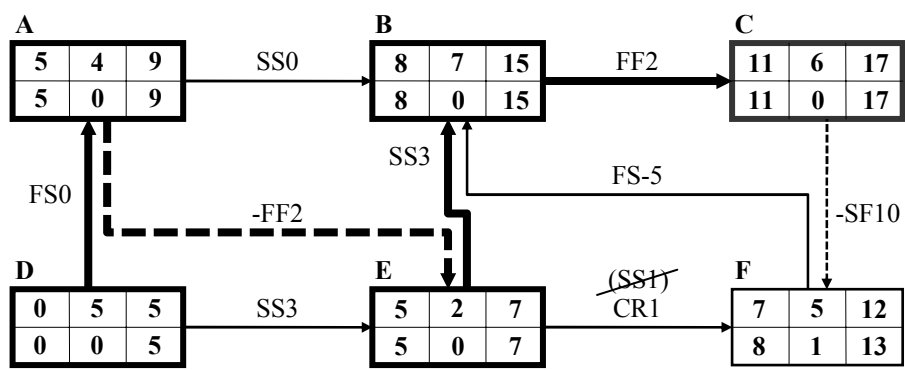 A B C
5 4 9 SS0 8 7 15 FF2 11 6 17
5 0 9 8 0 15 11 0 17
SS3 FS-5
FS0 -FF2 -SF10
D E (SS1) F
0 5 5 SS3 5 2 7 CR1 7 5 12
0 0 5 5 0 7 8 1 13